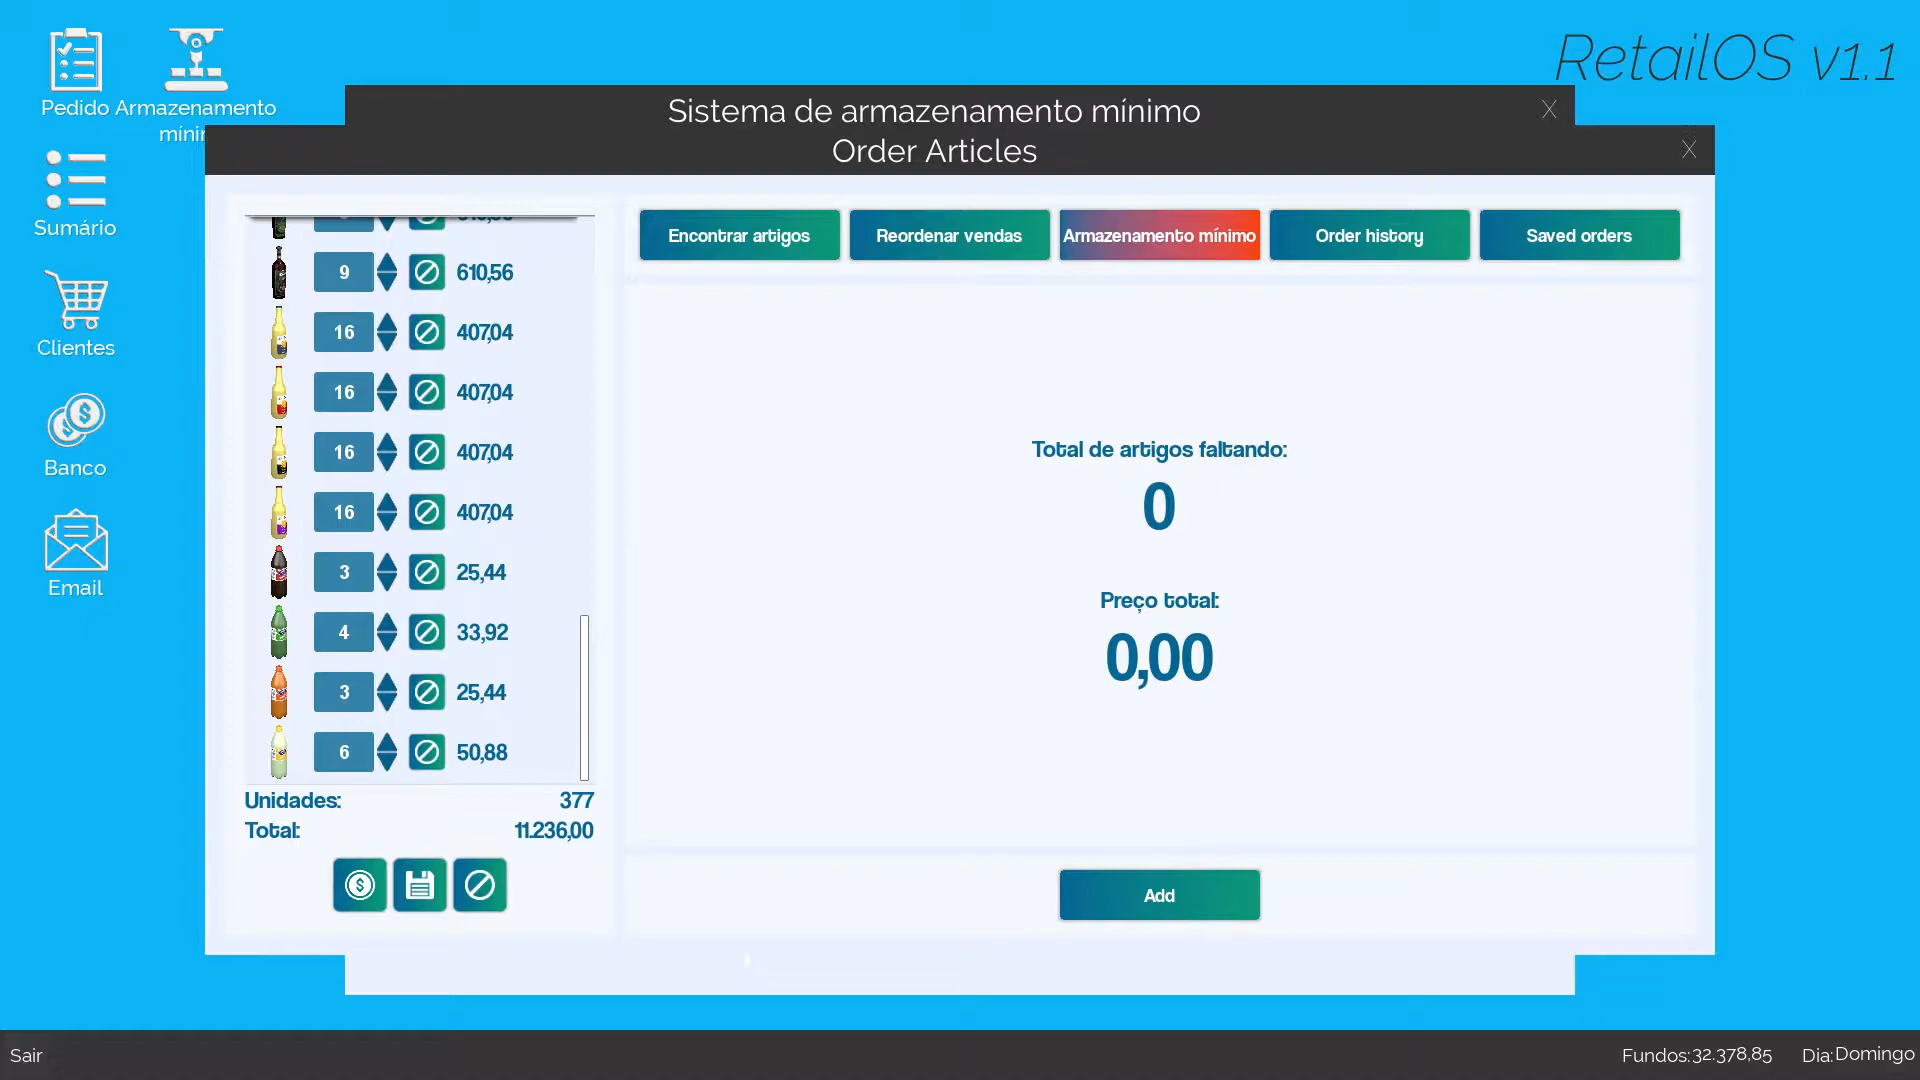 RetailOS v1.1
Pedido
Armazenamento
Sumário
Clientes
Banco
Email
Sistema de armazenamento mínimo
X
Order Articles
X
Encontrar artigos
Reordenar vendas
Armazenamento mínimo
Order history
Saved orders
9 610,56
16 407,04
16 407,04
16 407,04
16 407,04
3 25,44
4 33,92
3 25,44
6 50,88
Unidades: 377
Total: 11.236,00
Total de artigos faltando:
0
Preço total:
0,00
Add
Sair
Fundos: 32.378,85
Dia: Domingo